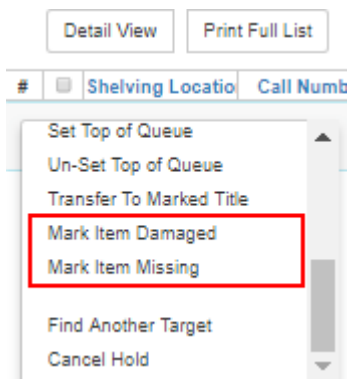 Detail View Print Full List
# Shelving Locatio Call Numb
Set Top of Queue
Un-Set Top of Queue
Transfer To Marked Title
Mark Item Damaged
Mark Item Missing
Find Another Target
Cancel Hold